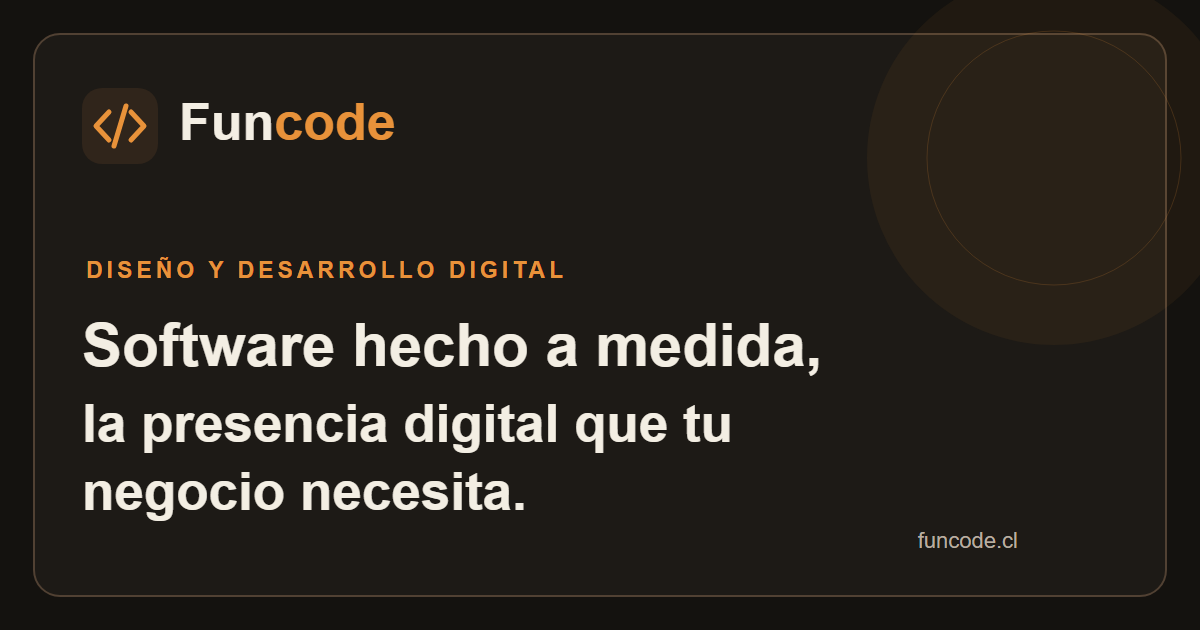 </> Funcode
DISEÑO Y DESARROLLO DIGITAL
Software hecho a medida,
la presencia digital que tu
negocio necesita.
funcode.cl